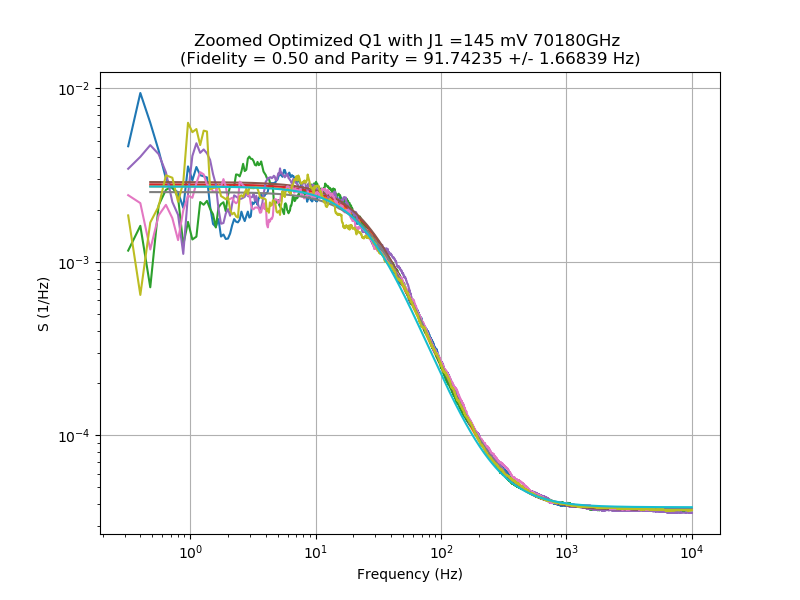 Zoomed Optimized Q1 with J1 =145 mV 70180GHz
(Fidelity = 0.50 and Parity = 91.74235 +/- 1.66839 Hz)
S (1/Hz)
10⁻²
10⁻³
10⁻⁴
10⁰ 10¹ 10² 10³ 10⁴
Frequency (Hz)